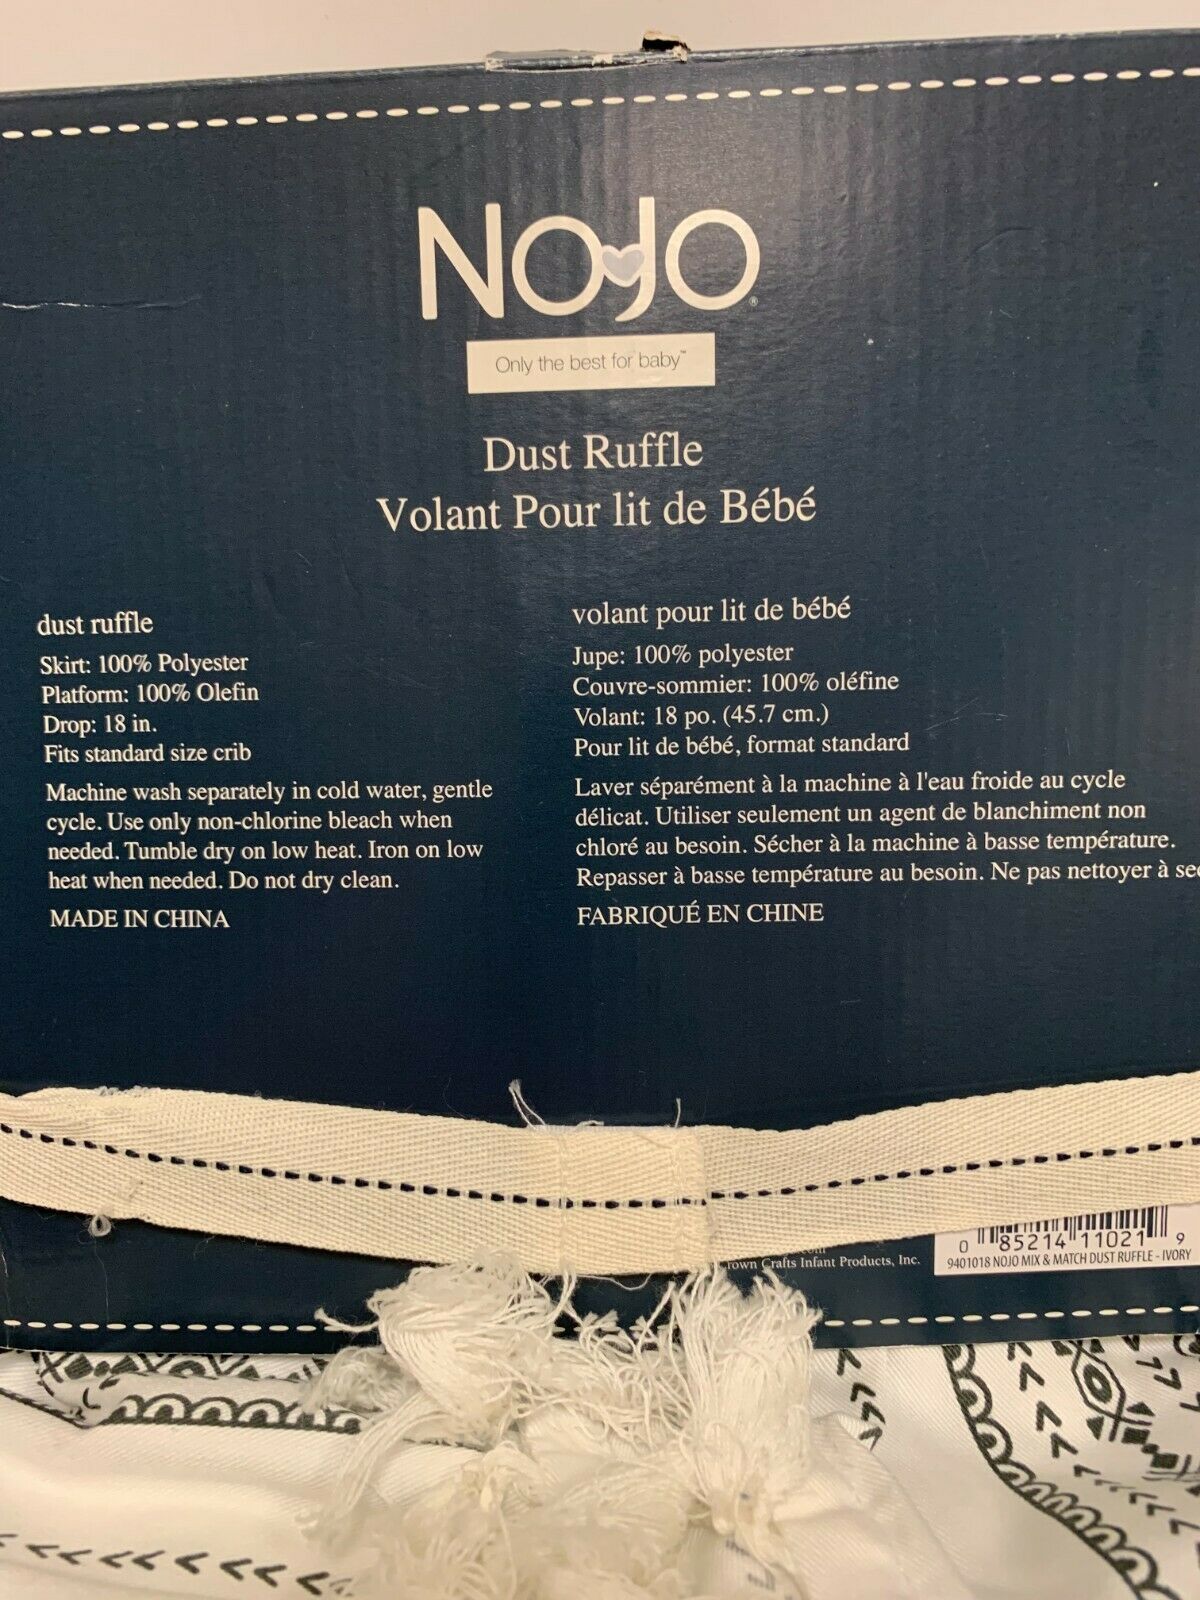 NoJo®
Only the best for baby™
Dust Ruffle
Volant Pour lit de Bébé
dust ruffle
Skirt: 100% Polyester
Platform: 100% Olefin
Drop: 18 in.
Fits standard size crib
Machine wash separately in cold water, gentle
cycle. Use only non-chlorine bleach when
needed. Tumble dry on low heat. Iron on low
heat when needed. Do not dry clean.
MADE IN CHINA
volant pour lit de bébé
Jupe: 100% polyester
Couvre-sommier: 100% oléfine
Volant: 18 po. (45.7 cm.)
Pour lit de bébé, format standard
Laver séparément à la machine à l'eau froide au cycle
délicat. Utiliser seulement un agent de blanchiment non
chloré au besoin. Sécher à la machine à basse température.
Repasser à basse température au besoin. Ne pas nettoyer à sec
FABRIQUÉ EN CHINE
.com
rown Crafts Infant Products, Inc.
0 85214 11021 9
9401018 NOJO MIX & MATCH DUST RUFFLE - IVORY